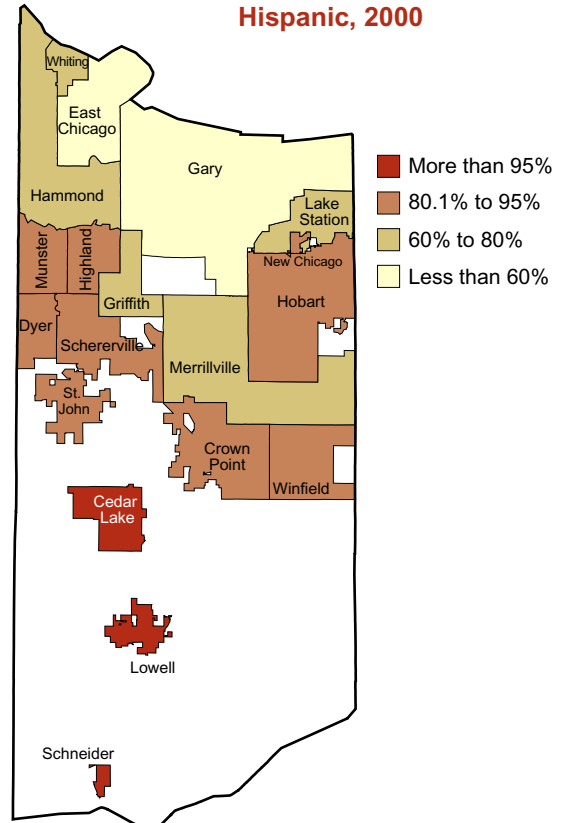 Hispanic, 2000
Whiting
East
Chicago
Gary
More than 95%
80.1% to 95%
60% to 80%
Less than 60%
Hammond
Lake
Station
Munster
Highland
New Chicago
Griffith
Hobart
Dyer
Schererville
Merrillville
St.
John
Crown
Point
Winfield
Cedar
Lake
Lowell
Schneider